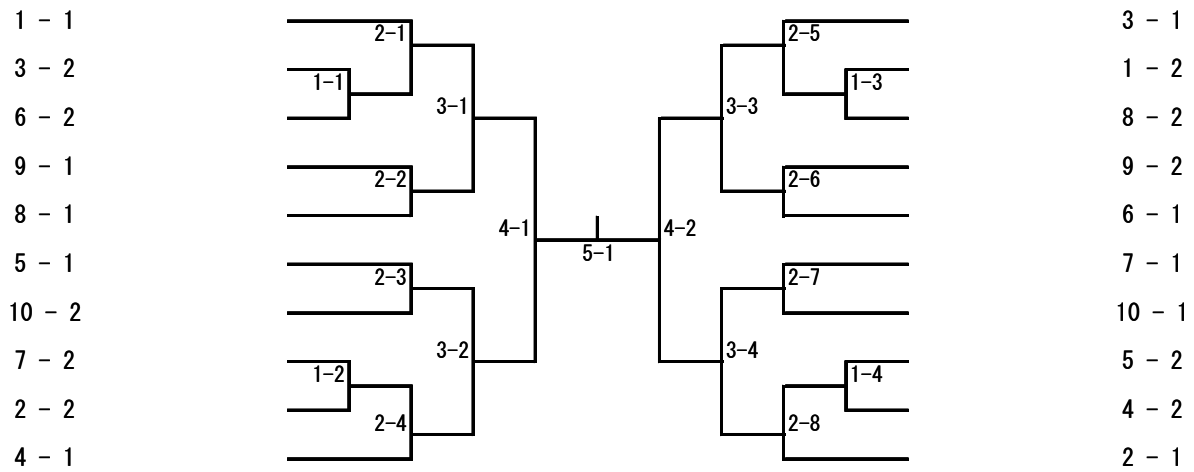 1 - 1 2-1 2-5 3 - 1
3 - 2 1-1 1-3 1 - 2
6 - 2 3-1 3-3 8 - 2
9 - 1 2-2 2-6 9 - 2
8 - 1 4-1 4-2 6 - 1
5-1
5 - 1 2-3 2-7 7 - 1
10 - 2 10 - 1
3-2 3-4
7 - 2 1-2 1-4 5 - 2
2 - 2 2-4 2-8 4 - 2
4 - 1 2 - 1